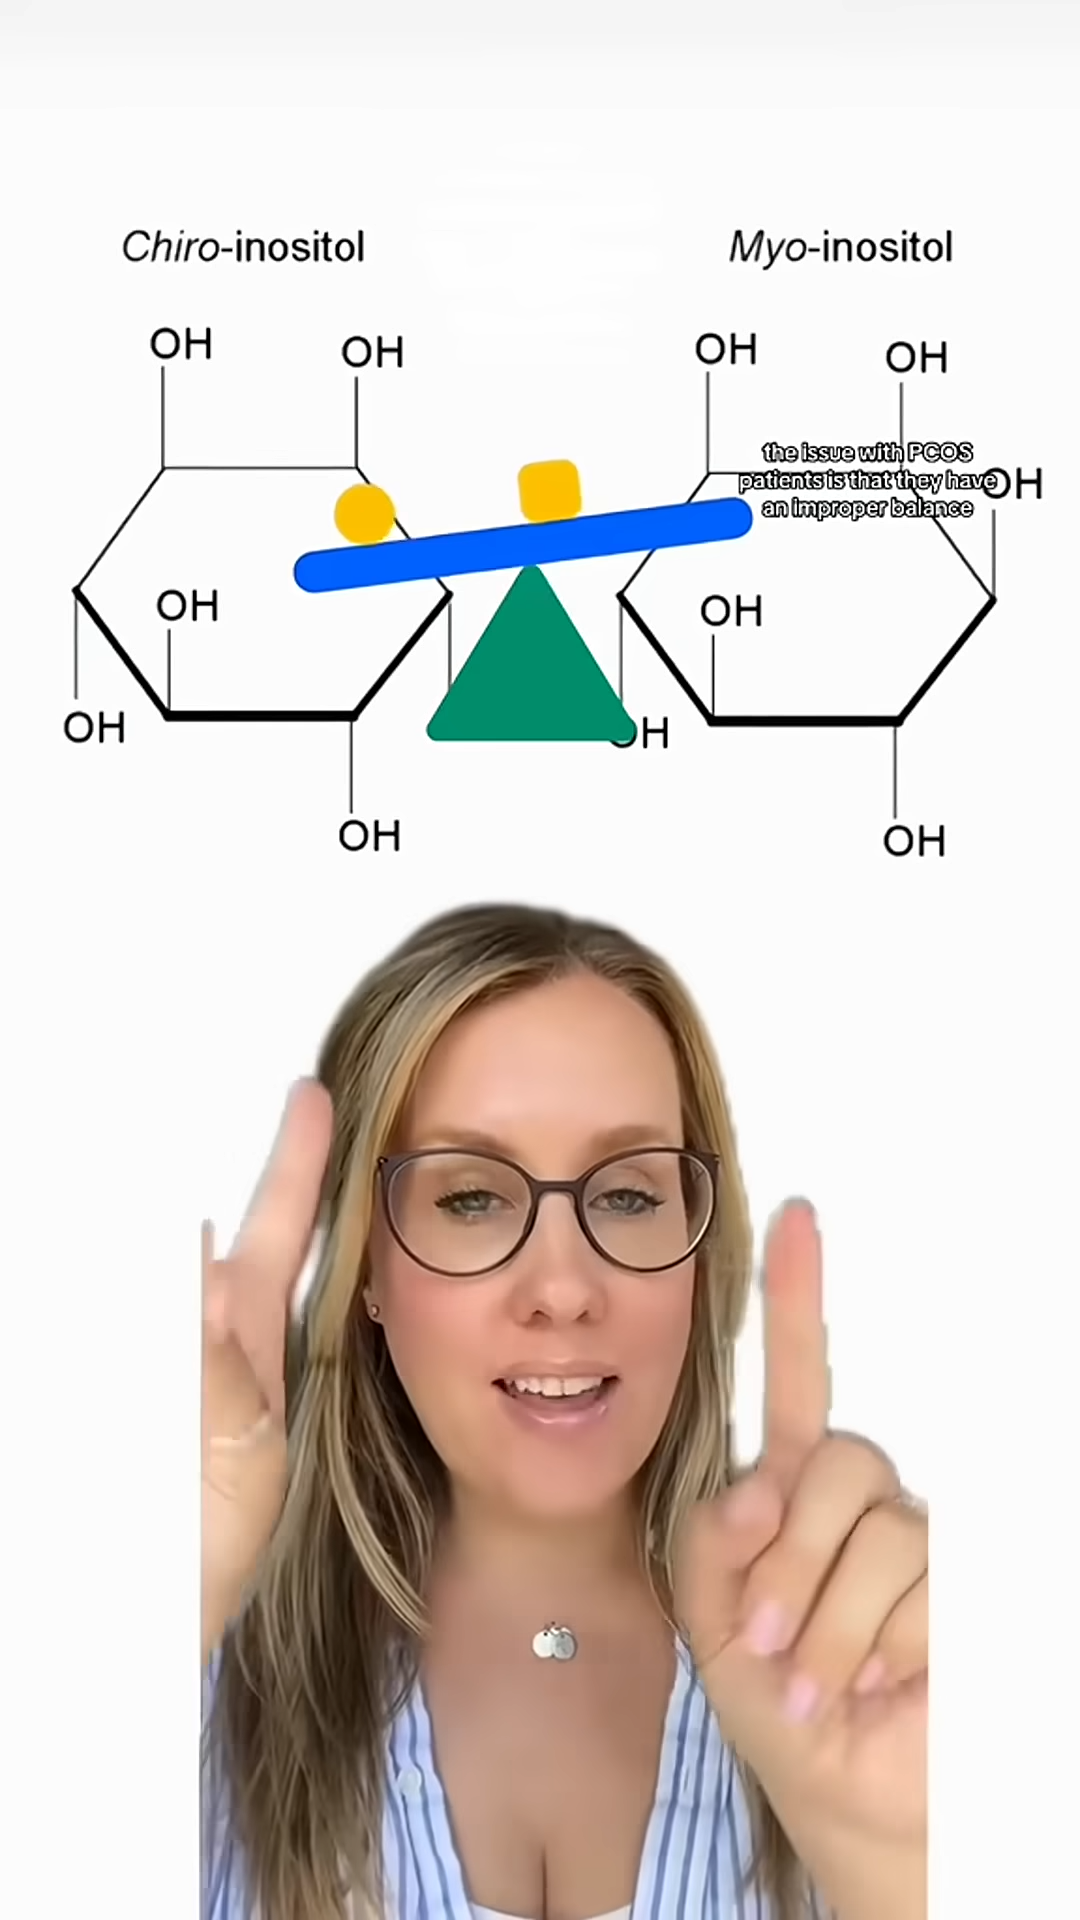 Chiro-inositol
Myo-inositol
OH
OH
OH
OH
the issue with PCOS
patients is that they have
an improper balance
OH
OH
OH
OH
OH
OH
OH